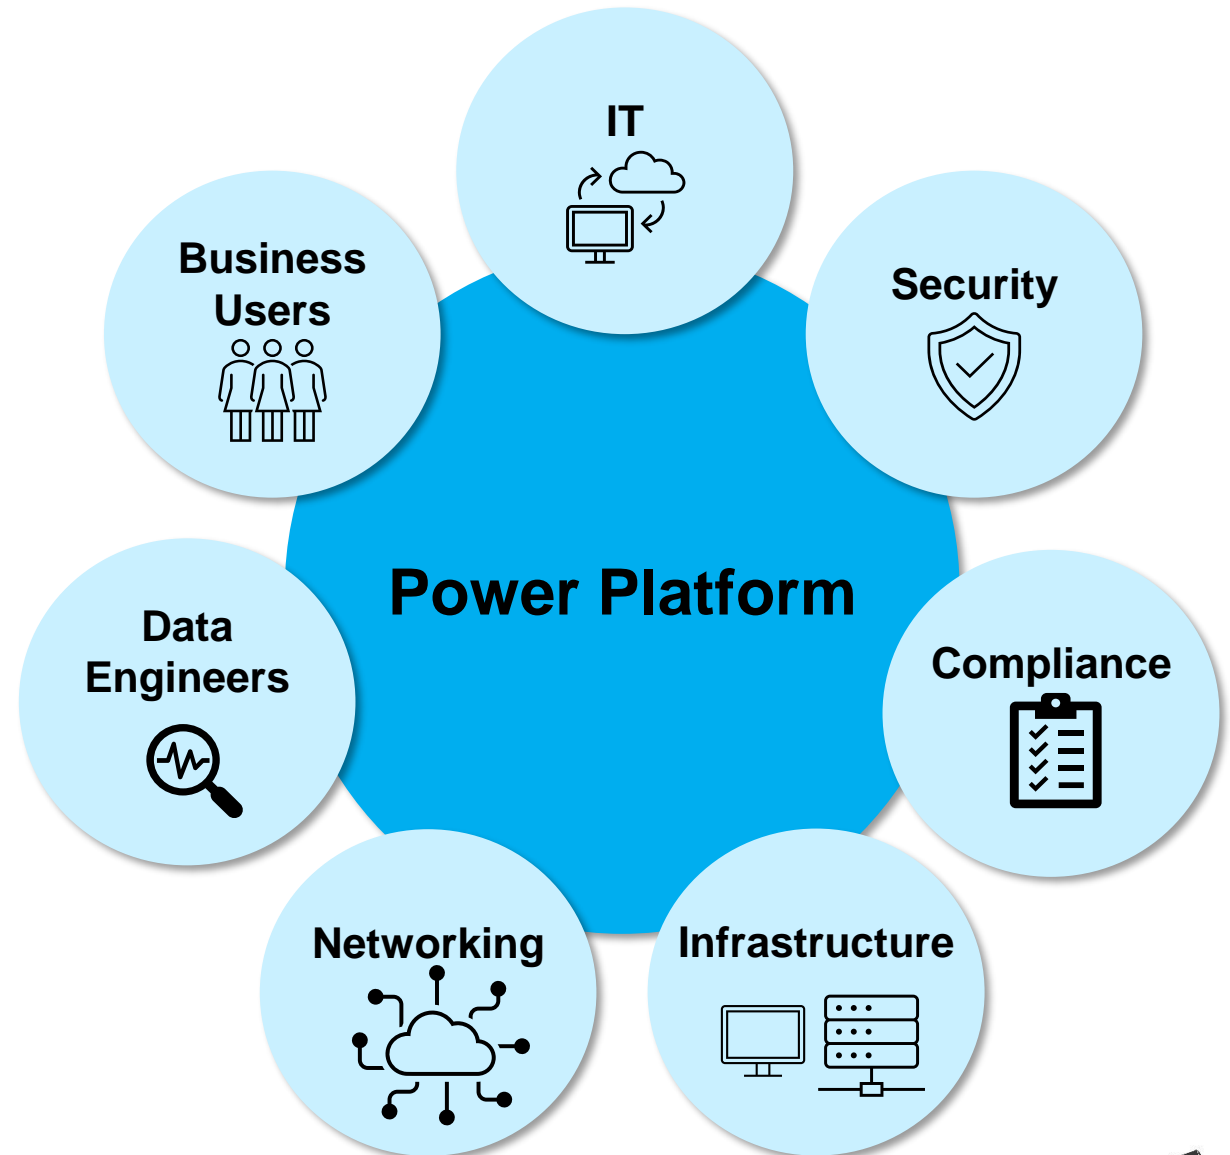 IT
Business
Users
Security
Power Platform
Data
Engineers
Compliance
Networking
Infrastructure